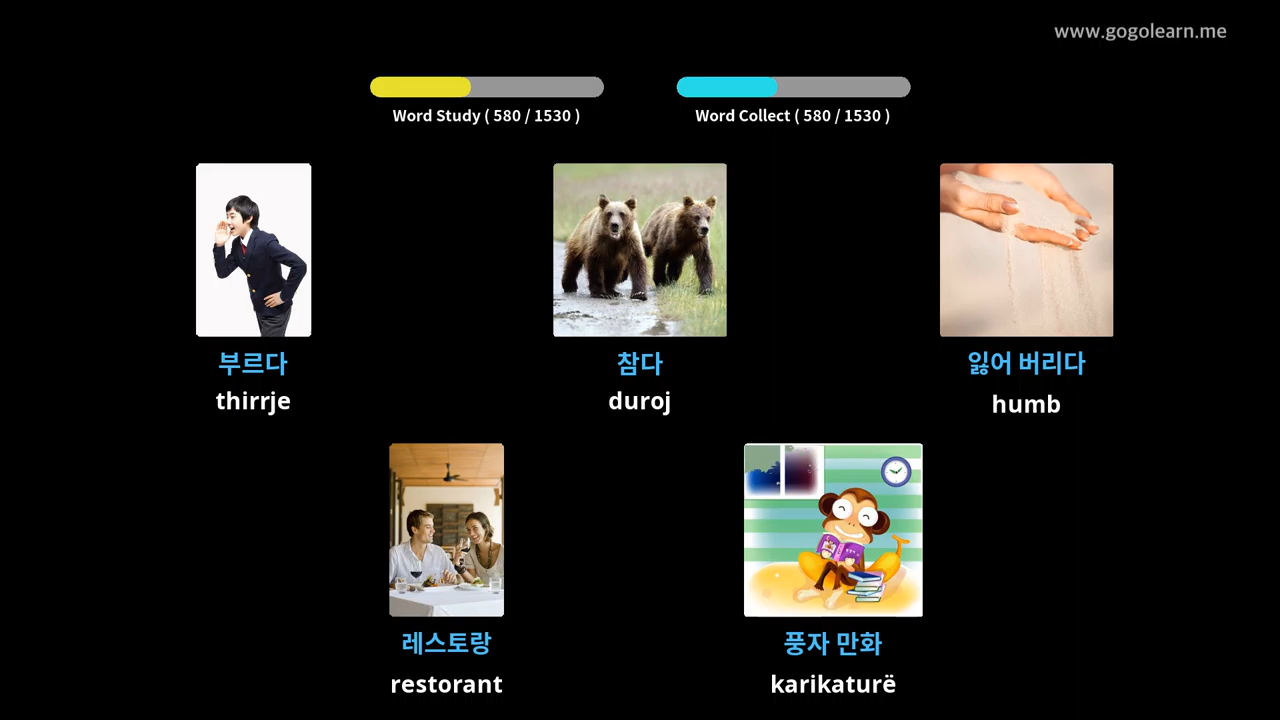 www.gogolearn.me
Word Study ( 580 / 1530 )
Word Collect ( 580 / 1530 )
부르다
thirrje
참다
duroj
잃어 버리다
humb
레스토랑
restorant
풍자 만화
karikaturë